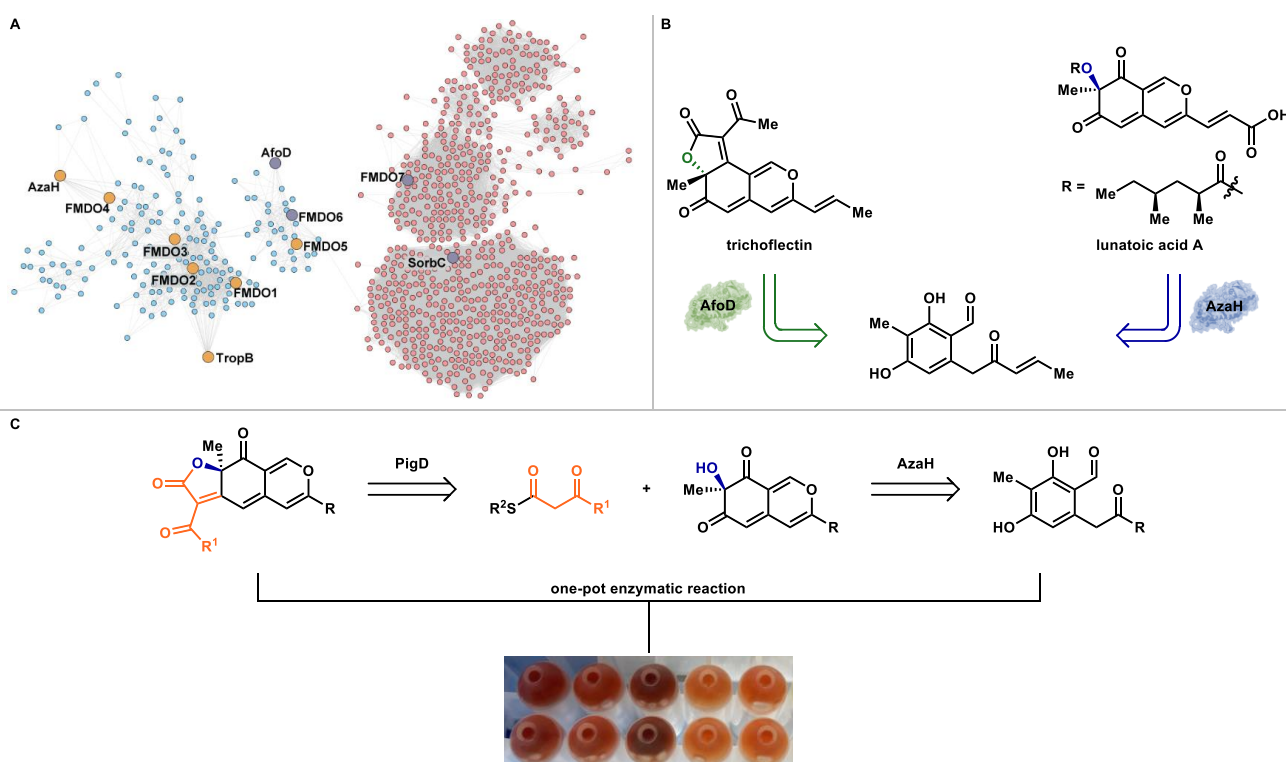 A
AfoD
AzaH
FMDO4
FMDO7
FMDO6
FMDO5
FMDO3
FMDO2
FMDO1
SorbC
TropB
B
O
O
O
Me
O
O
Me
O
Me
trichoflectin
RO
O
Me
O
O
OH
O
R =
Me
Me
Me
O
lunatoic acid A
AfoD
AzaH
OH
O
Me
HO
O
Me
C
Me
O
O
O
O
O
R
R¹
PigD
O
O
R²S
R¹
+
HO
O
Me
O
O
R
AzaH
OH
O
Me
HO
O
R
one-pot enzymatic reaction